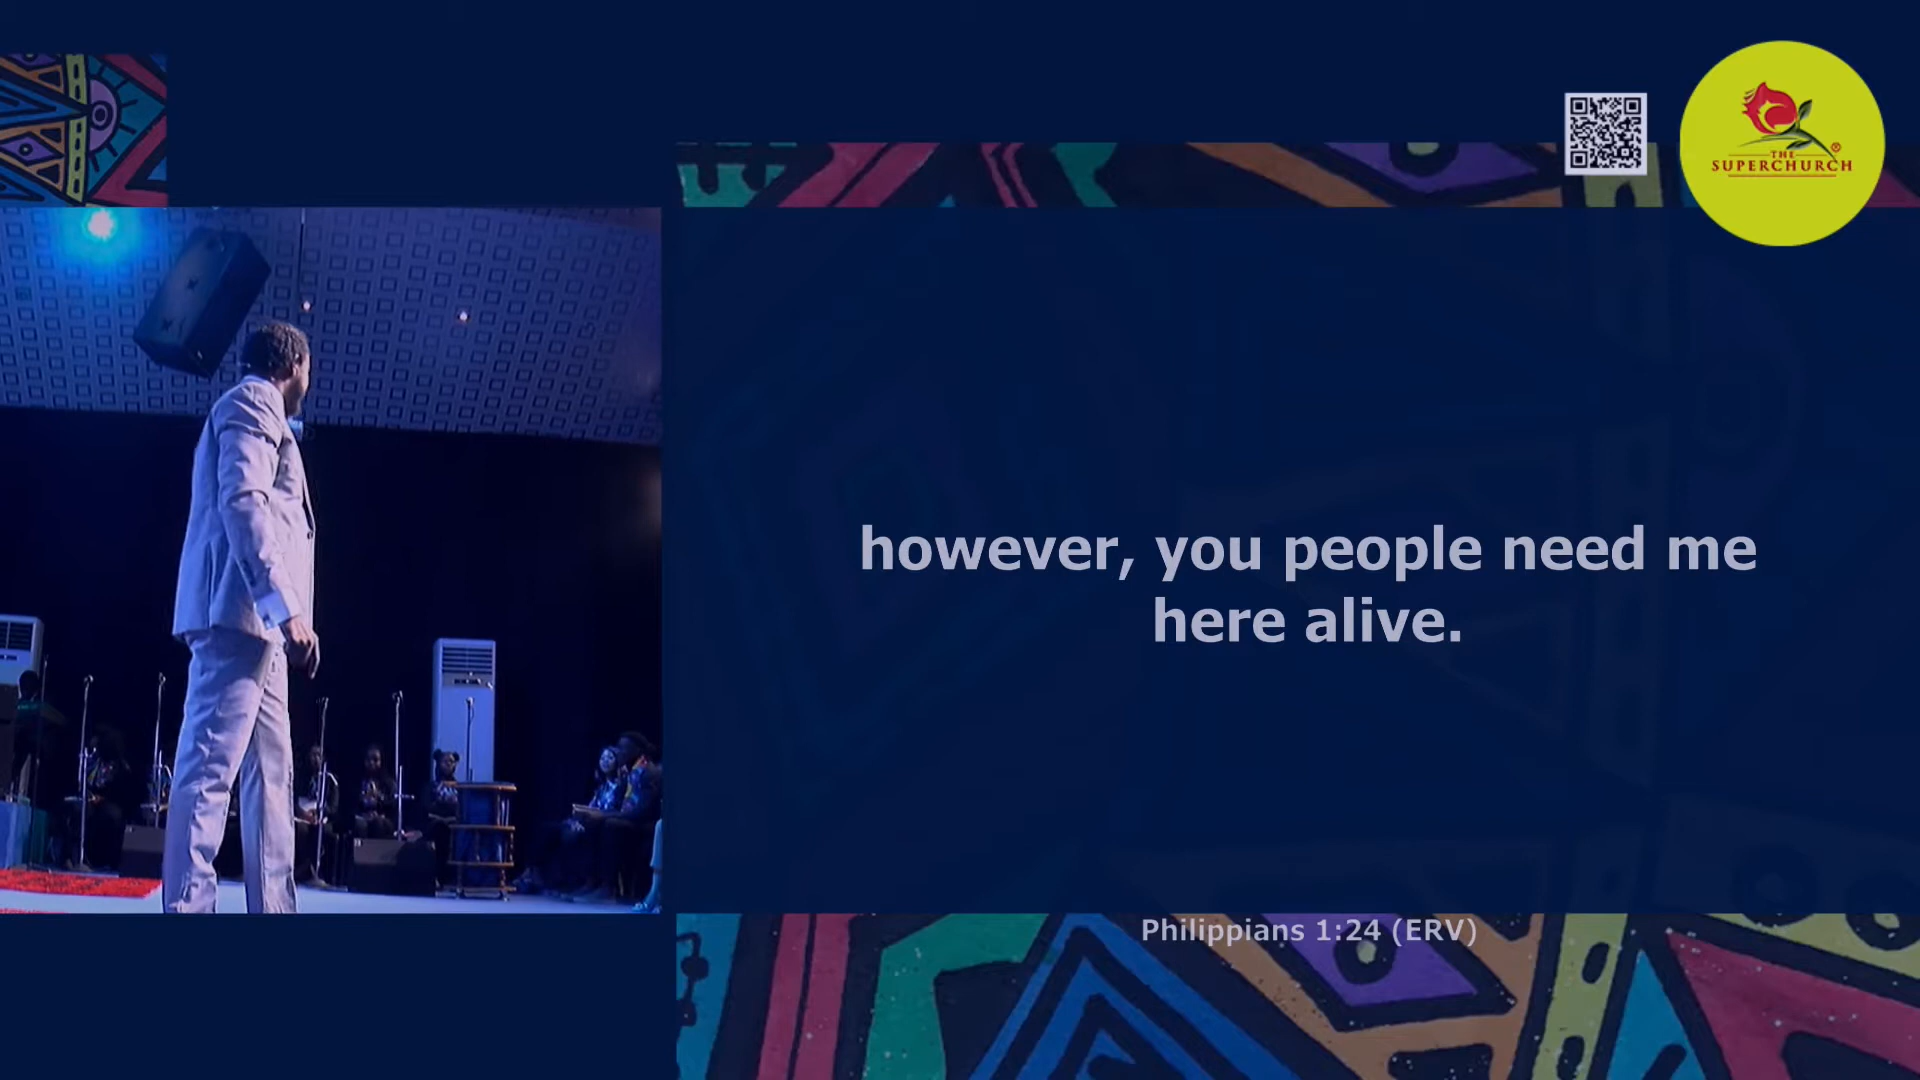 THE
SUPERCHURCH®
however, you people need me
here alive.
Philippians 1:24 (ERV)